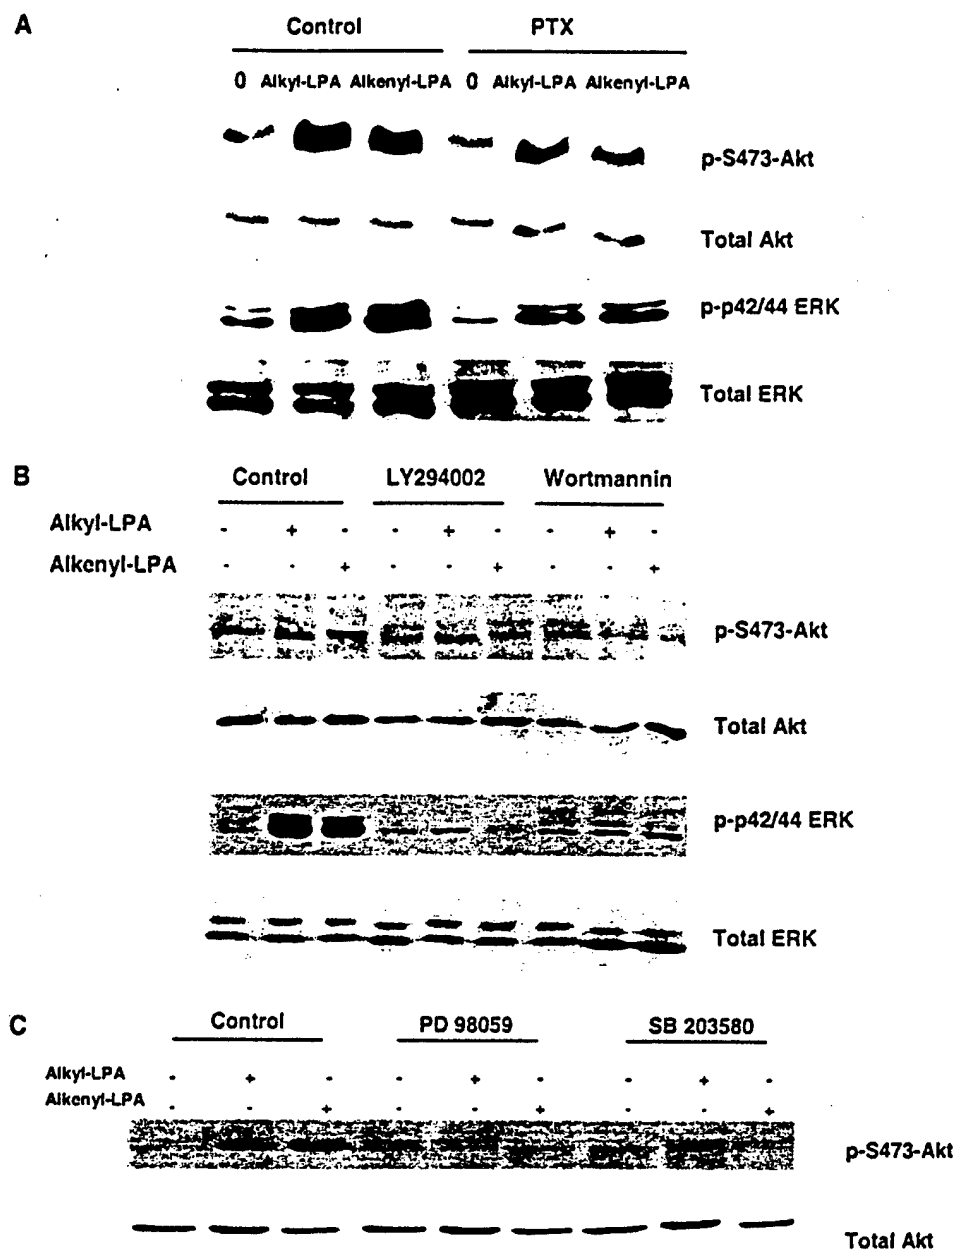 A
Control PTX
0 Alkyl-LPA Alkenyl-LPA 0 Alkyl-LPA Alkenyl-LPA
p-S473-Akt
Total Akt
p-p42/44 ERK
Total ERK
B
Control LY294002 Wortmannin
Alkyl-LPA - + - - + - - + -
Alkenyl-LPA - - + - - + - - +
p-S473-Akt
Total Akt
p-p42/44 ERK
Total ERK
C
Control PD 98059 SB 203580
Alkyl-LPA - + - - + - - + -
Alkenyl-LPA - - + - - + - - +
p-S473-Akt
Total Akt